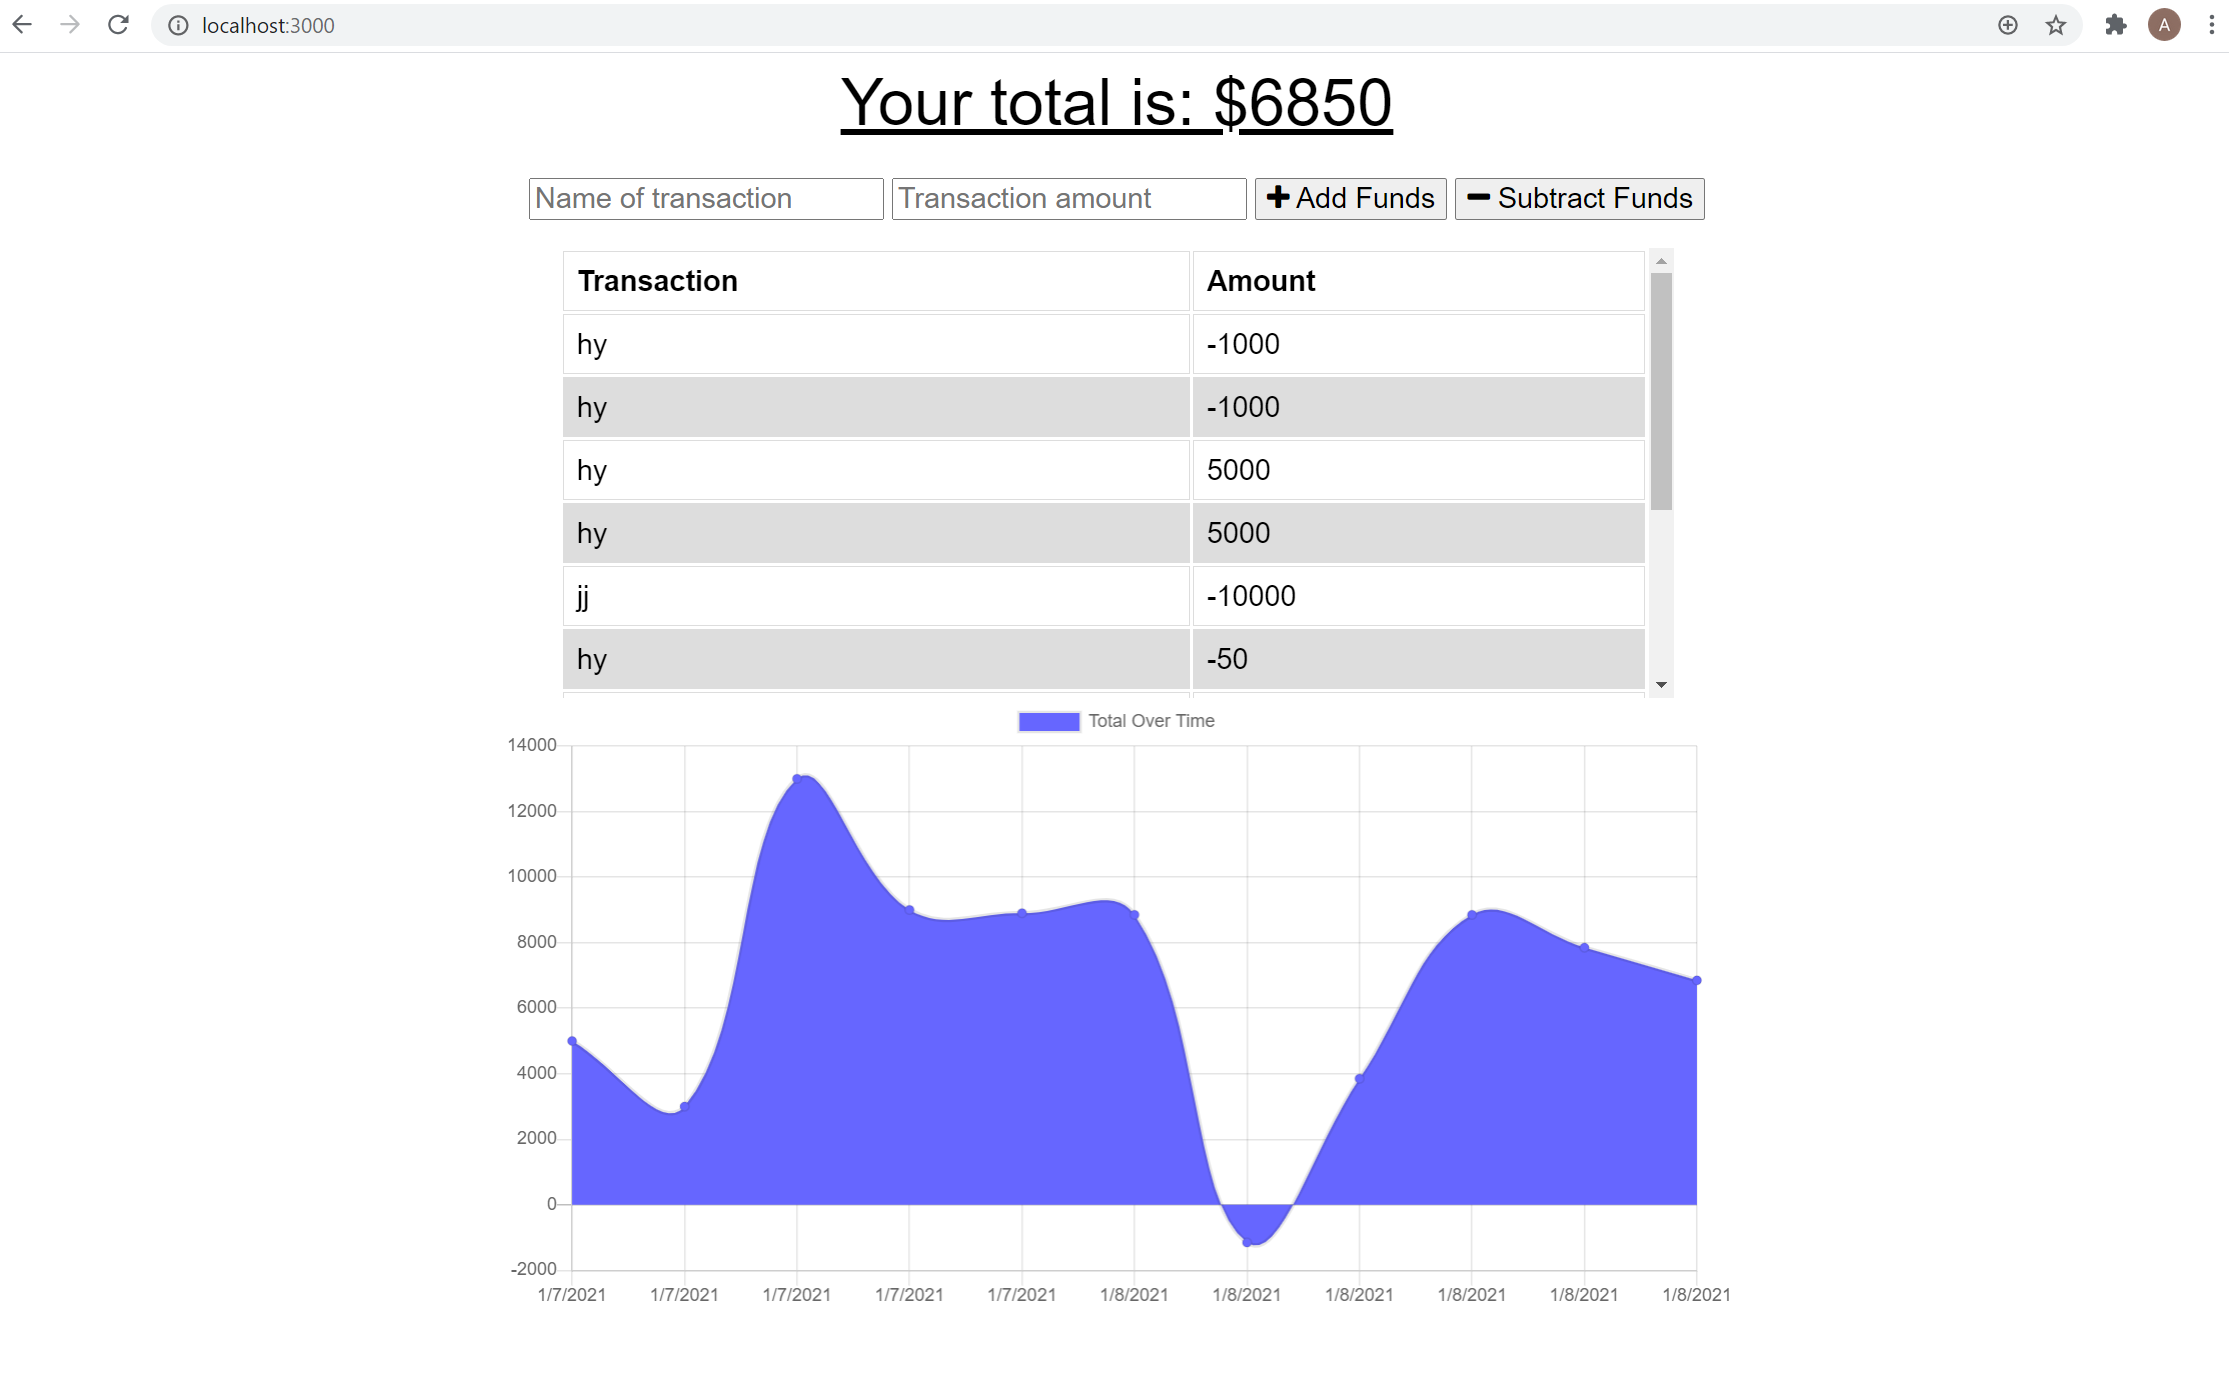 localhost:3000
A
Your total is: $6850
Name of transaction Transaction amount Add Funds Subtract Funds
Transaction Amount
hy -1000
hy -1000
hy 5000
hy 5000
jj -10000
hy -50
Total Over Time
14000
12000
10000
8000
6000
4000
2000
0
-2000
1/7/2021 1/7/2021 1/7/2021 1/7/2021 1/7/2021 1/8/2021 1/8/2021 1/8/2021 1/8/2021 1/8/2021 1/8/2021